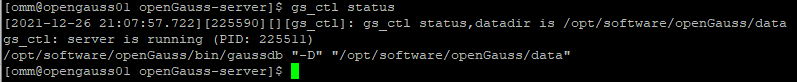 [omm@opengauss01 openGauss-server]$ gs_ctl status
[2021-12-26 21:07:57.722][225590][][gs_ctl]: gs_ctl status,datadir is /opt/software/openGauss/data
gs_ctl: server is running (PID: 225511)
/opt/software/openGauss/bin/gaussdb "-D" "/opt/software/openGauss/data"
[omm@opengauss01 openGauss-server]$